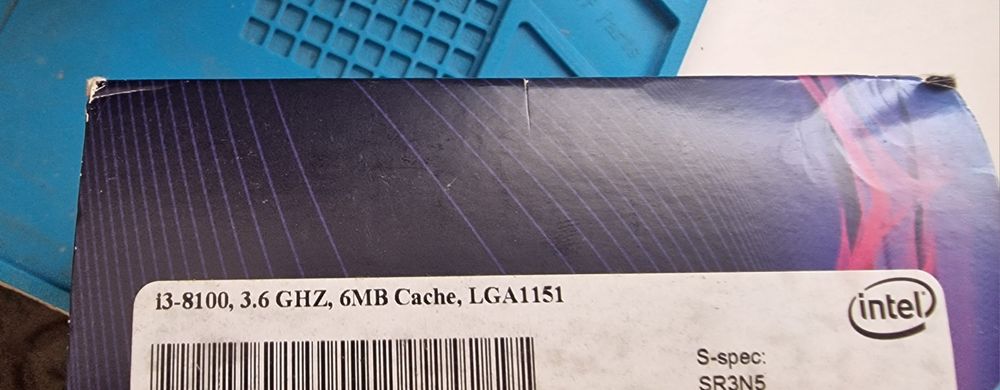 i3-8100, 3.6 GHZ, 6MB Cache, LGA1151
intel
S-spec:
SR3N5